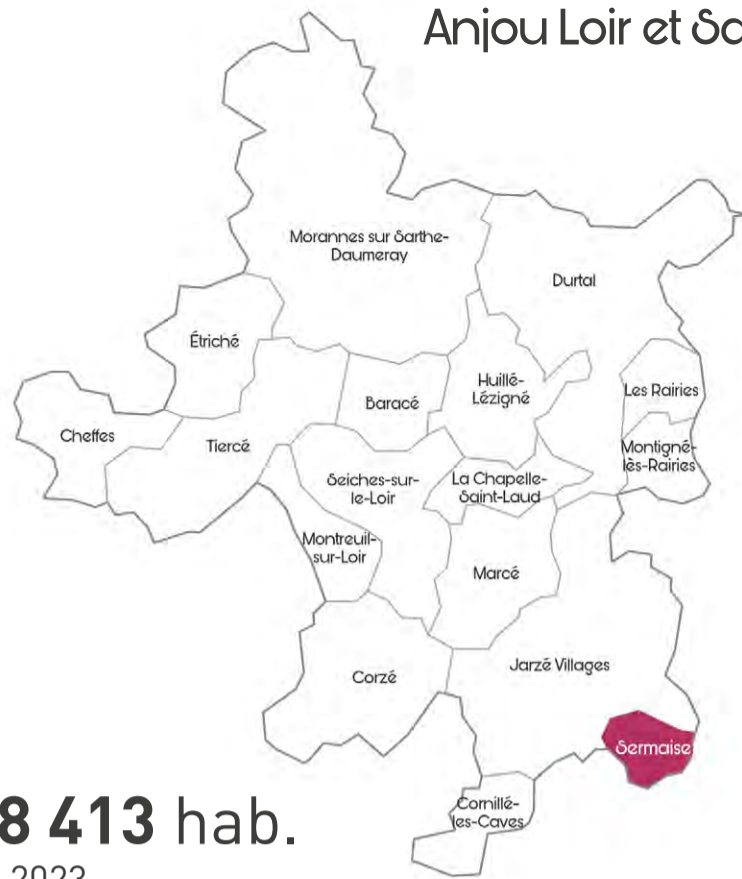 Anjou Loir et Sa
Morannes sur Sarthe-
Daumeray
Durtal
Étriché
Huillé-
Lézigné
Baracé
Les Rairies
Cheffes
Tiercé
Montigné-
lès-Rairies
Seiches-sur-
le-Loir
La Chapelle-
Saint-Laud
Montreuil-
sur-Loir
Marcé
Corzé
Jarzé Villages
Sermaise
Cornillé-
les-Caves
8 413 hab.
2023